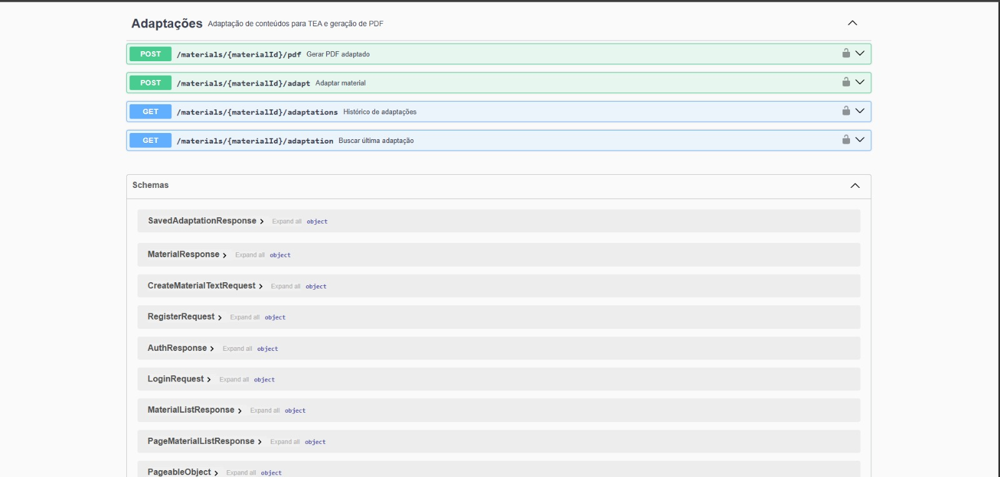 Adaptações Adaptação de conteúdos para TEA e geração de PDF
POST /materials/{materialId}/pdf Gerar PDF adaptado
POST /materials/{materialId}/adapt Adaptar material
GET /materials/{materialId}/adaptations Histórico de adaptações
GET /materials/{materialId}/adaptation Buscar última adaptação
Schemas
SavedAdaptationResponse Expand all object
MaterialResponse Expand all object
CreateMaterialTextRequest Expand all object
RegisterRequest Expand all object
AuthResponse Expand all object
LoginRequest Expand all object
MaterialListResponse Expand all object
PageMaterialListResponse Expand all object
PageableObject Expand all object